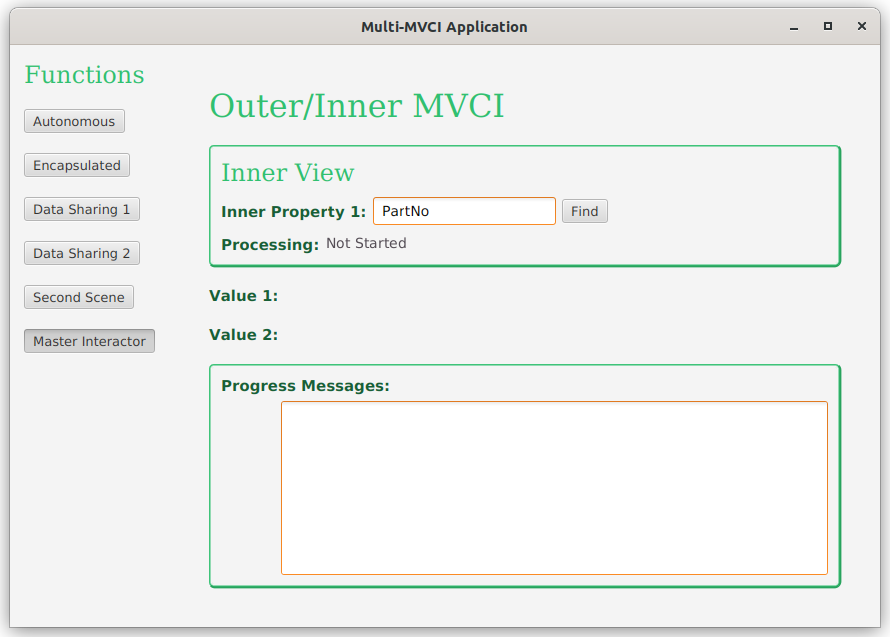 Multi-MVCI Application
Functions
Autonomous
Encapsulated
Data Sharing 1
Data Sharing 2
Second Scene
Master Interactor
Outer/Inner MVCI
Inner View
Inner Property 1: PartNo Find
Processing: Not Started
Value 1:
Value 2:
Progress Messages: